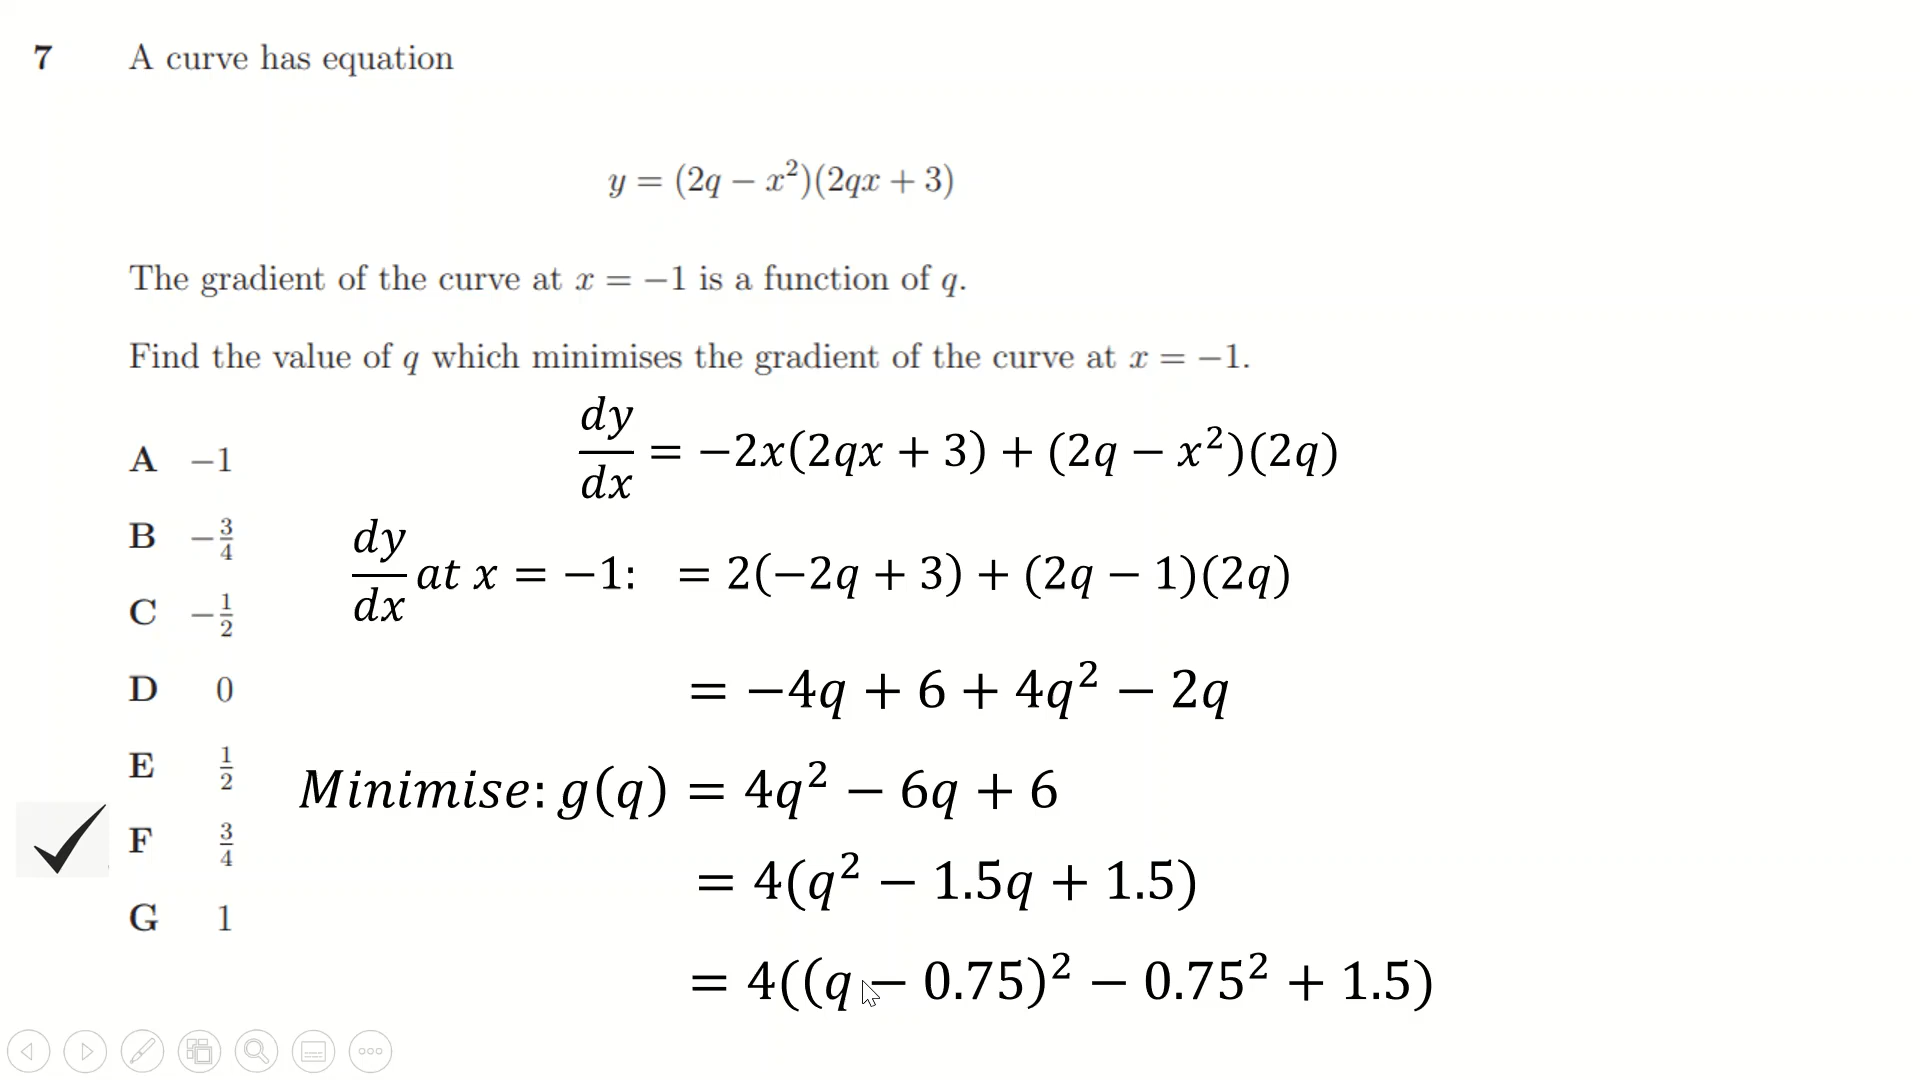 7 A curve has equation
y = (2q − x²)(2qx + 3)
The gradient of the curve at x = −1 is a function of q.
Find the value of q which minimises the gradient of the curve at x = −1.
dy/dx = −2x(2qx + 3) + (2q − x²)(2q)
A −1
B −3/4
dy/dx at x = −1: = 2(−2q + 3) + (2q − 1)(2q)
C −1/2
D 0
= −4q + 6 + 4q² − 2q
E 1/2
Minimise: g(q) = 4q² − 6q + 6
F 3/4
= 4(q² − 1.5q + 1.5)
G 1
= 4((q − 0.75)² − 0.75² + 1.5)